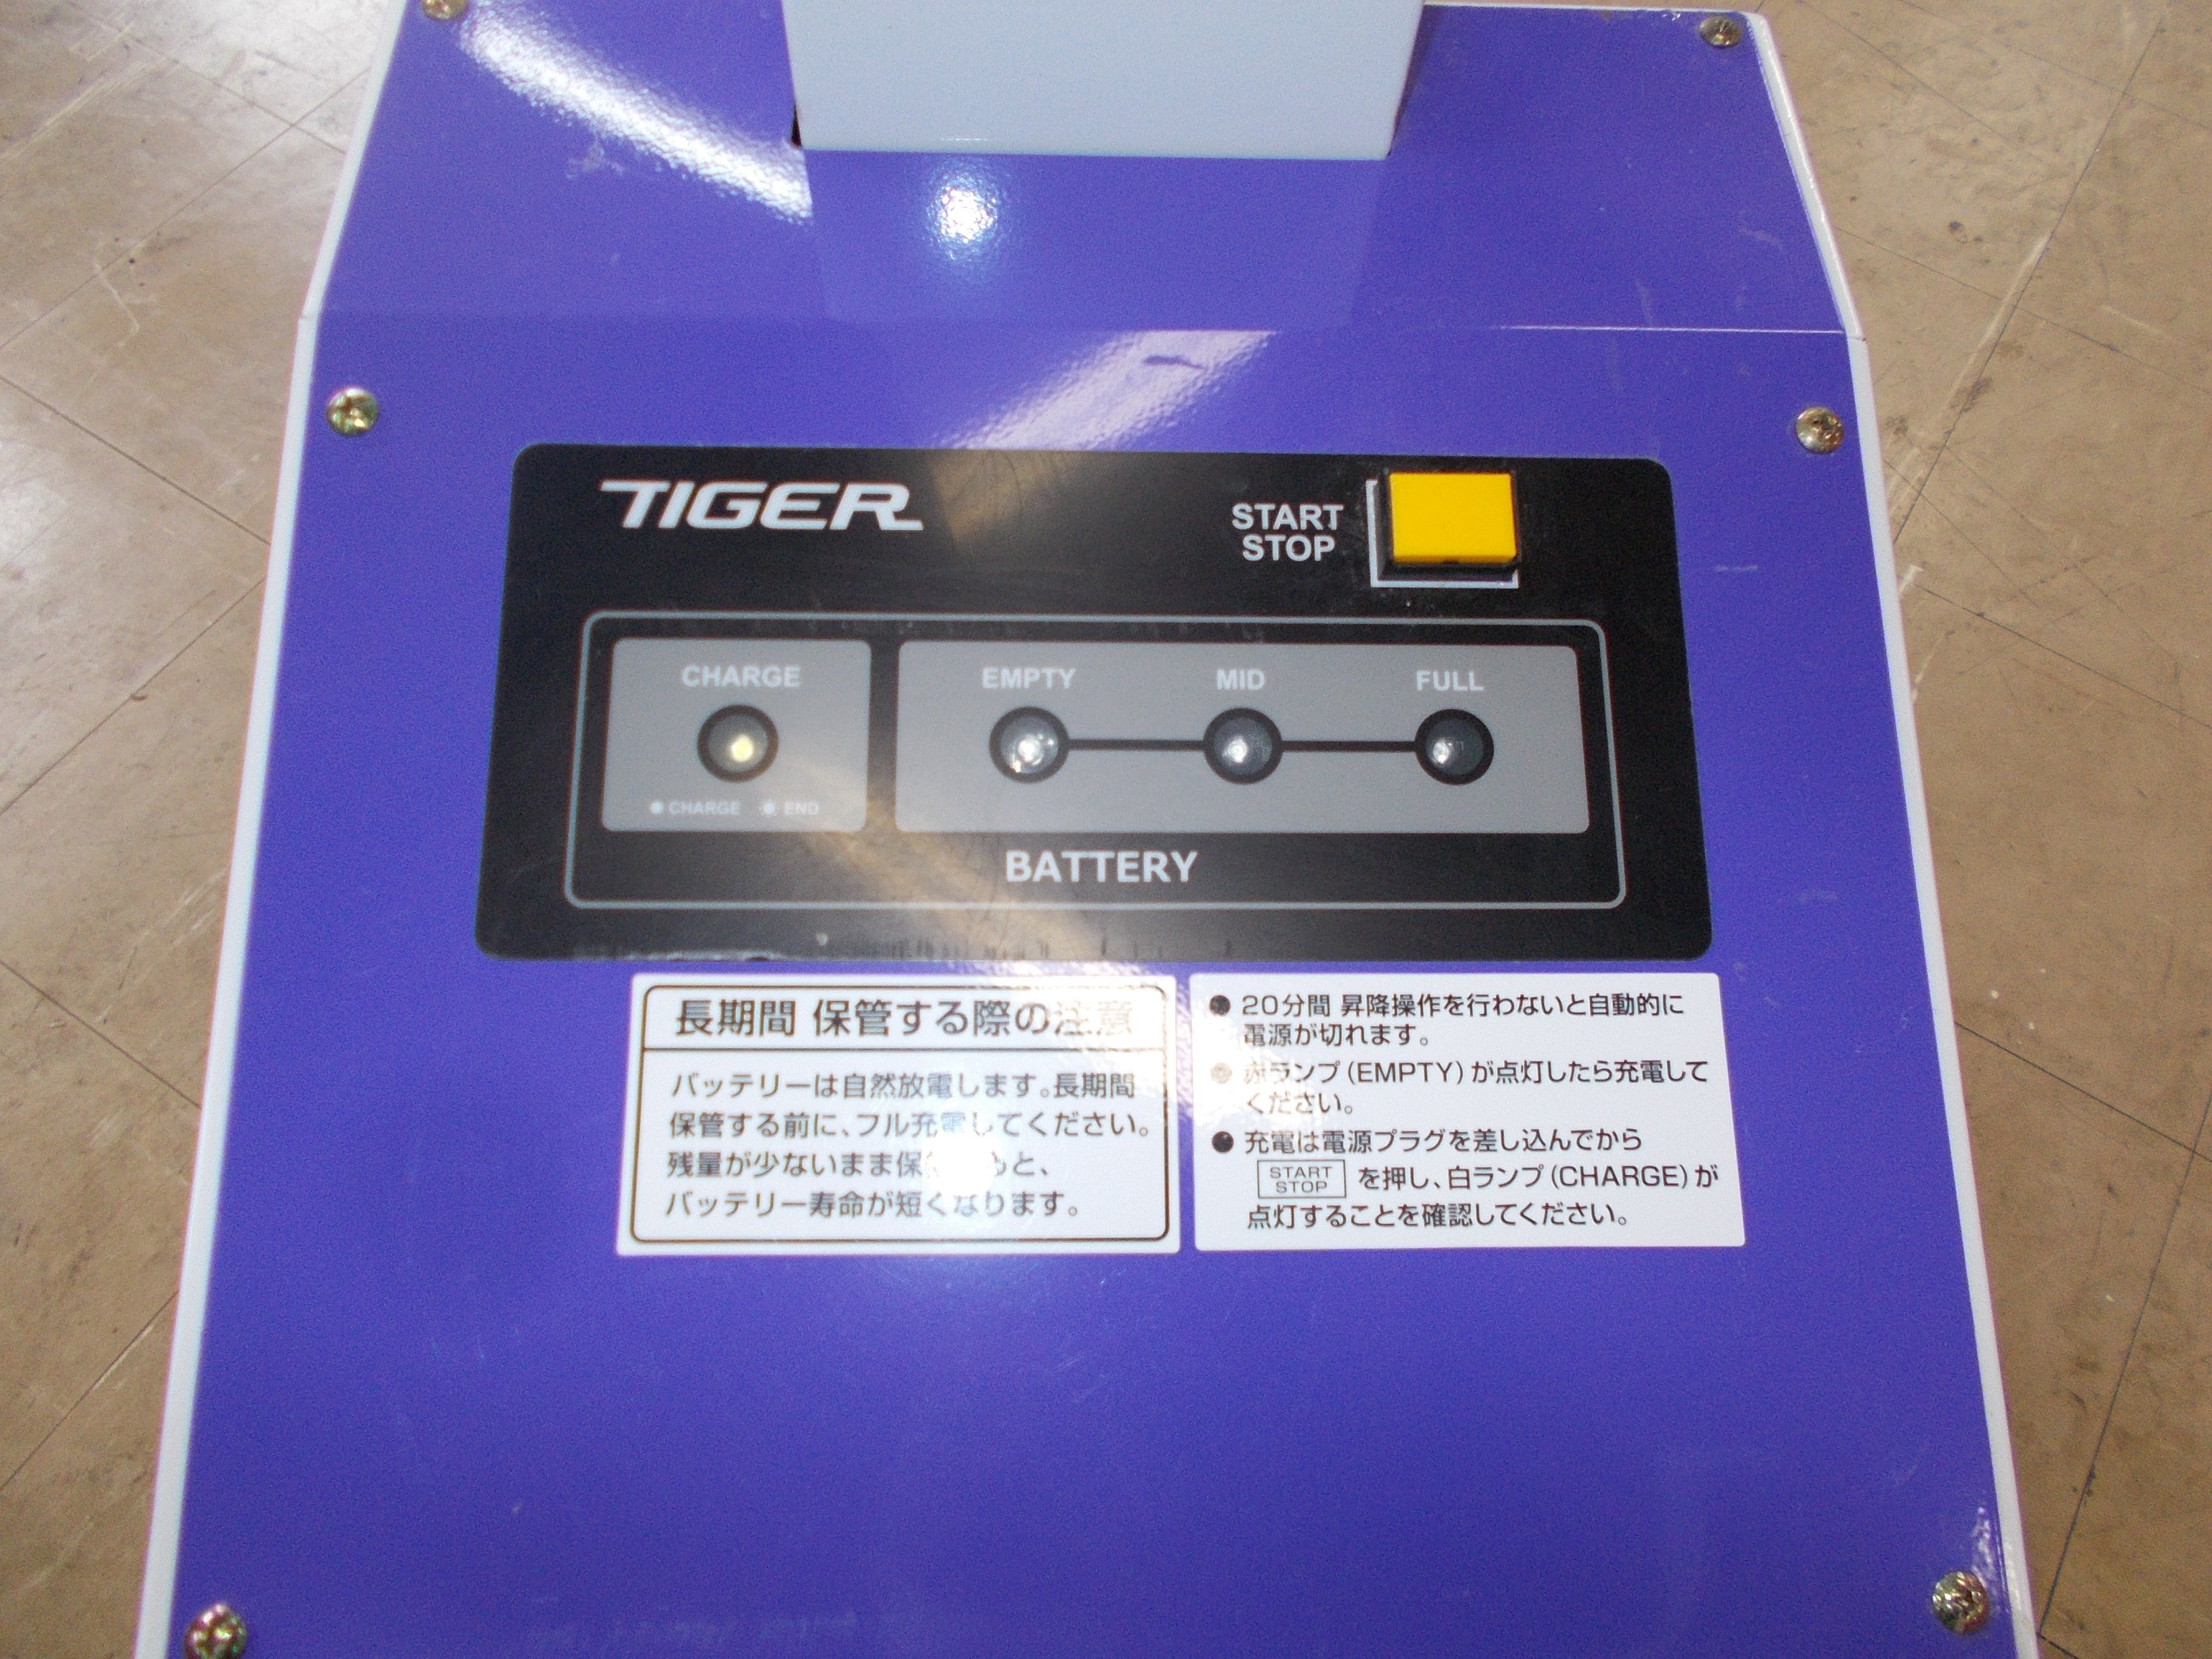 TIGER
START
STOP
CHARGE
EMPTY
MID
FULL
CHARGE
END
BATTERY
長期間 保管する際の注意
バッテリーは自然放電します。長期間
保管する前に、フル充電してください。
残量が少ないまま保 と、
バッテリー寿命が短くなります。
● 20分間 昇降操作を行わないと自動的に
電源が切れます。
● 赤ランプ(EMPTY)が点灯したら充電して
ください。
● 充電は電源プラグを差し込んでから
START
STOP
を押し、白ランプ(CHARGE)が
点灯することを確認してください。